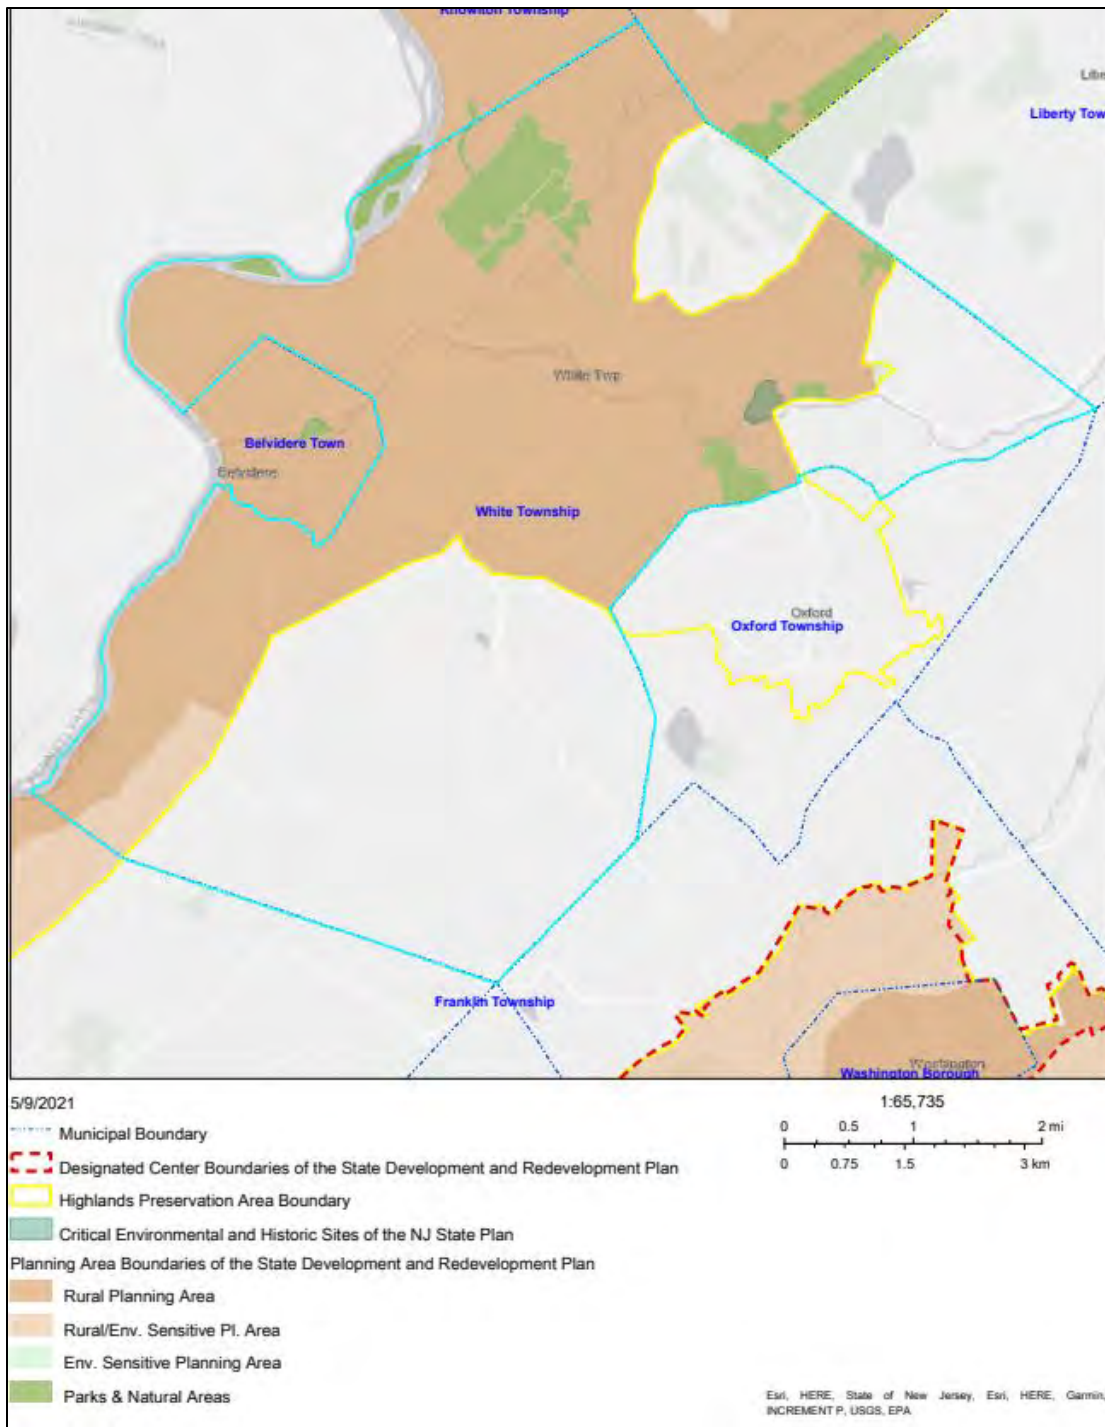 Knowlton Township
Libe
Liberty Tow
White Twp
Belvidere Town
Belvidere
White Township
Oxford
Oxford Township
Franklin Township
Washington
Washington Borough
5/9/2021
1:65,735
Municipal Boundary
0 0.5 1 2 mi
Designated Center Boundaries of the State Development and Redevelopment Plan
0 0.75 1.5 3 km
Highlands Preservation Area Boundary
Critical Environmental and Historic Sites of the NJ State Plan
Planning Area Boundaries of the State Development and Redevelopment Plan
Rural Planning Area
Rural/Env. Sensitive Pl. Area
Env. Sensitive Planning Area
Parks & Natural Areas
Esri, HERE, State of New Jersey, Esri, HERE, Garmin,
INCREMENT P, USGS, EPA